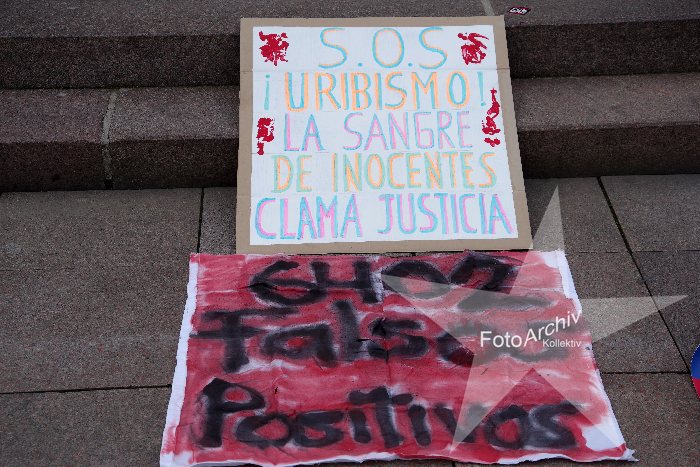 S.O.S
¡URIBISMO!
LA SANGRE
DE INOCENTES
CLAMA JUSTICIA
6402
Falsos
Positivos
FotoArchiv
Kollektiv